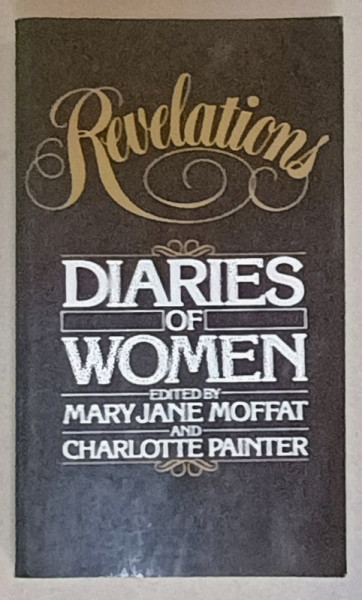 Revelations
DIARIES
OF
WOMEN
EDITED BY
MARY JANE MOFFAT
AND
CHARLOTTE PAINTER